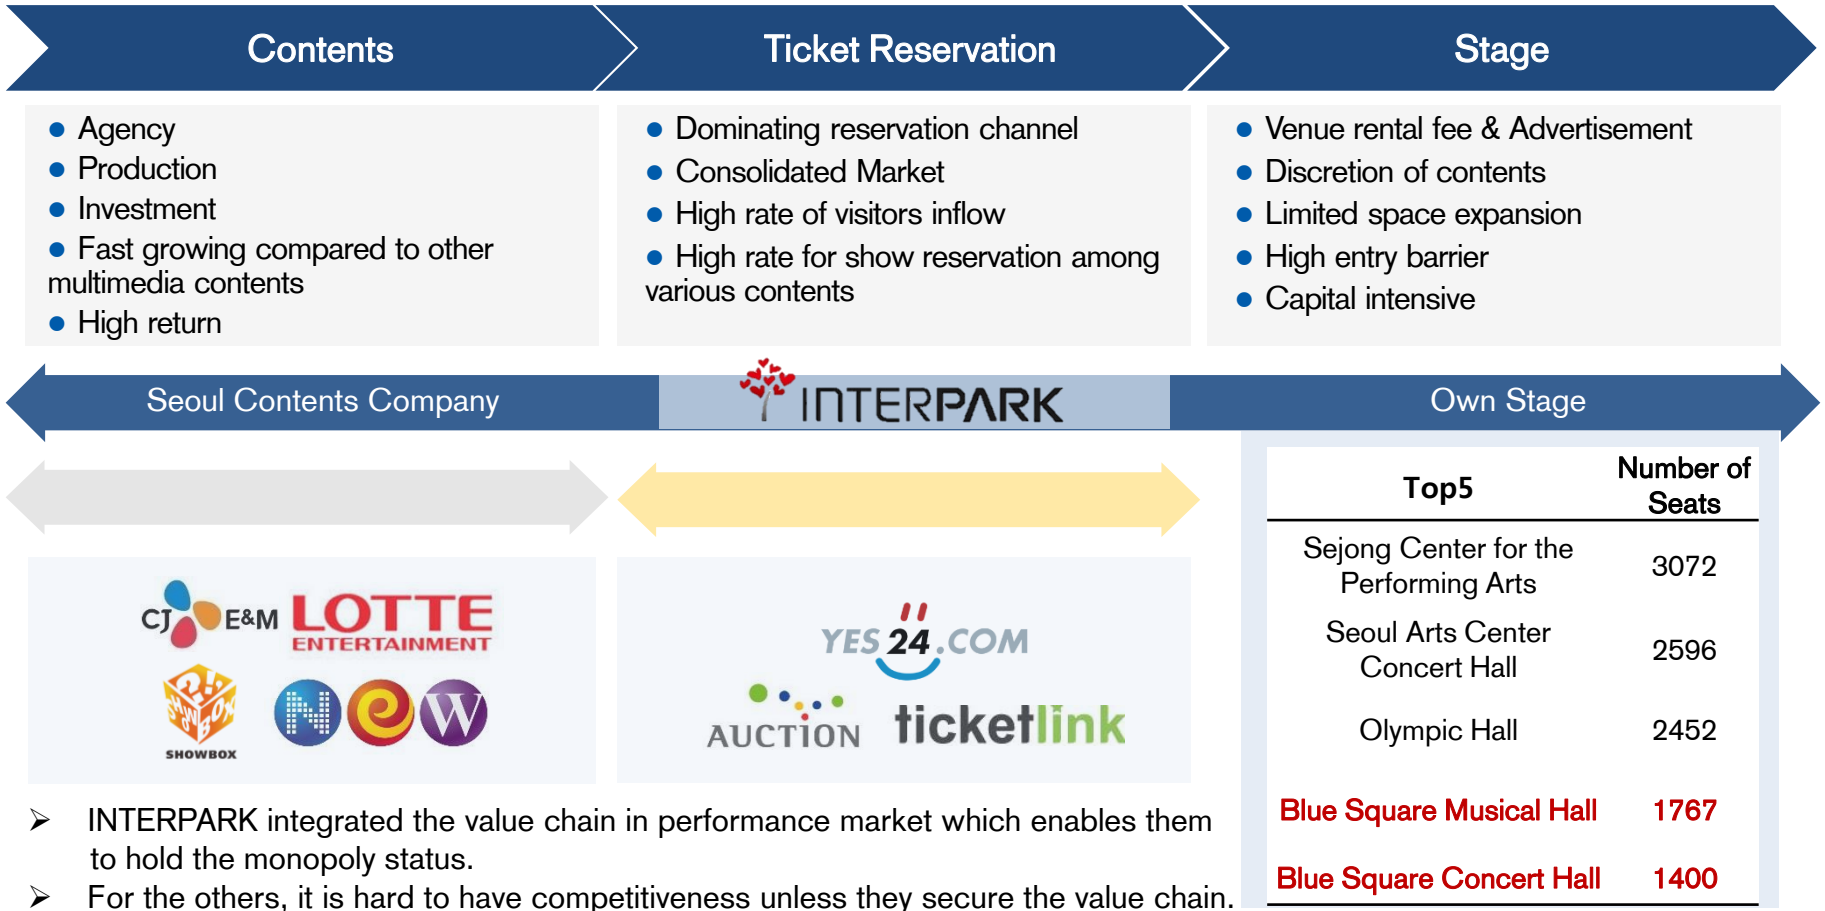 Contents
Ticket Reservation
Stage
● Agency
● Production
● Investment
● Fast growing compared to other
multimedia contents
● High return
● Dominating reservation channel
● Consolidated Market
● High rate of visitors inflow
● High rate for show reservation among
various contents
● Venue rental fee & Advertisement
● Discretion of contents
● Limited space expansion
● High entry barrier
● Capital intensive
Seoul Contents Company
INTERPARK
Own Stage
CJ E&M
LOTTE
ENTERTAINMENT
SHOWBOX
SHOWBOX
NeW
YES24.COM
AUCTION
ticketlink
Top5
Number of
Seats
Sejong Center for the
Performing Arts
3072
Seoul Arts Center
Concert Hall
2596
Olympic Hall
2452
Blue Square Musical Hall
1767
Blue Square Concert Hall
1400
➢ INTERPARK integrated the value chain in performance market which enables them
to hold the monopoly status.
➢ For the others, it is hard to have competitiveness unless they secure the value chain.